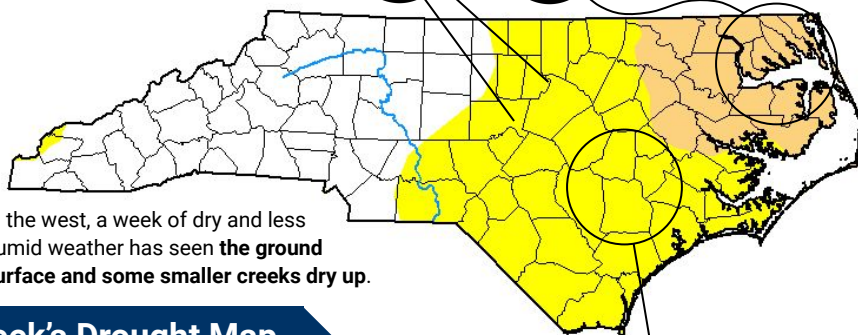 the west, a week of dry and less
umid weather has seen the ground
urface and some smaller creeks dry up.
eek's Drought Map